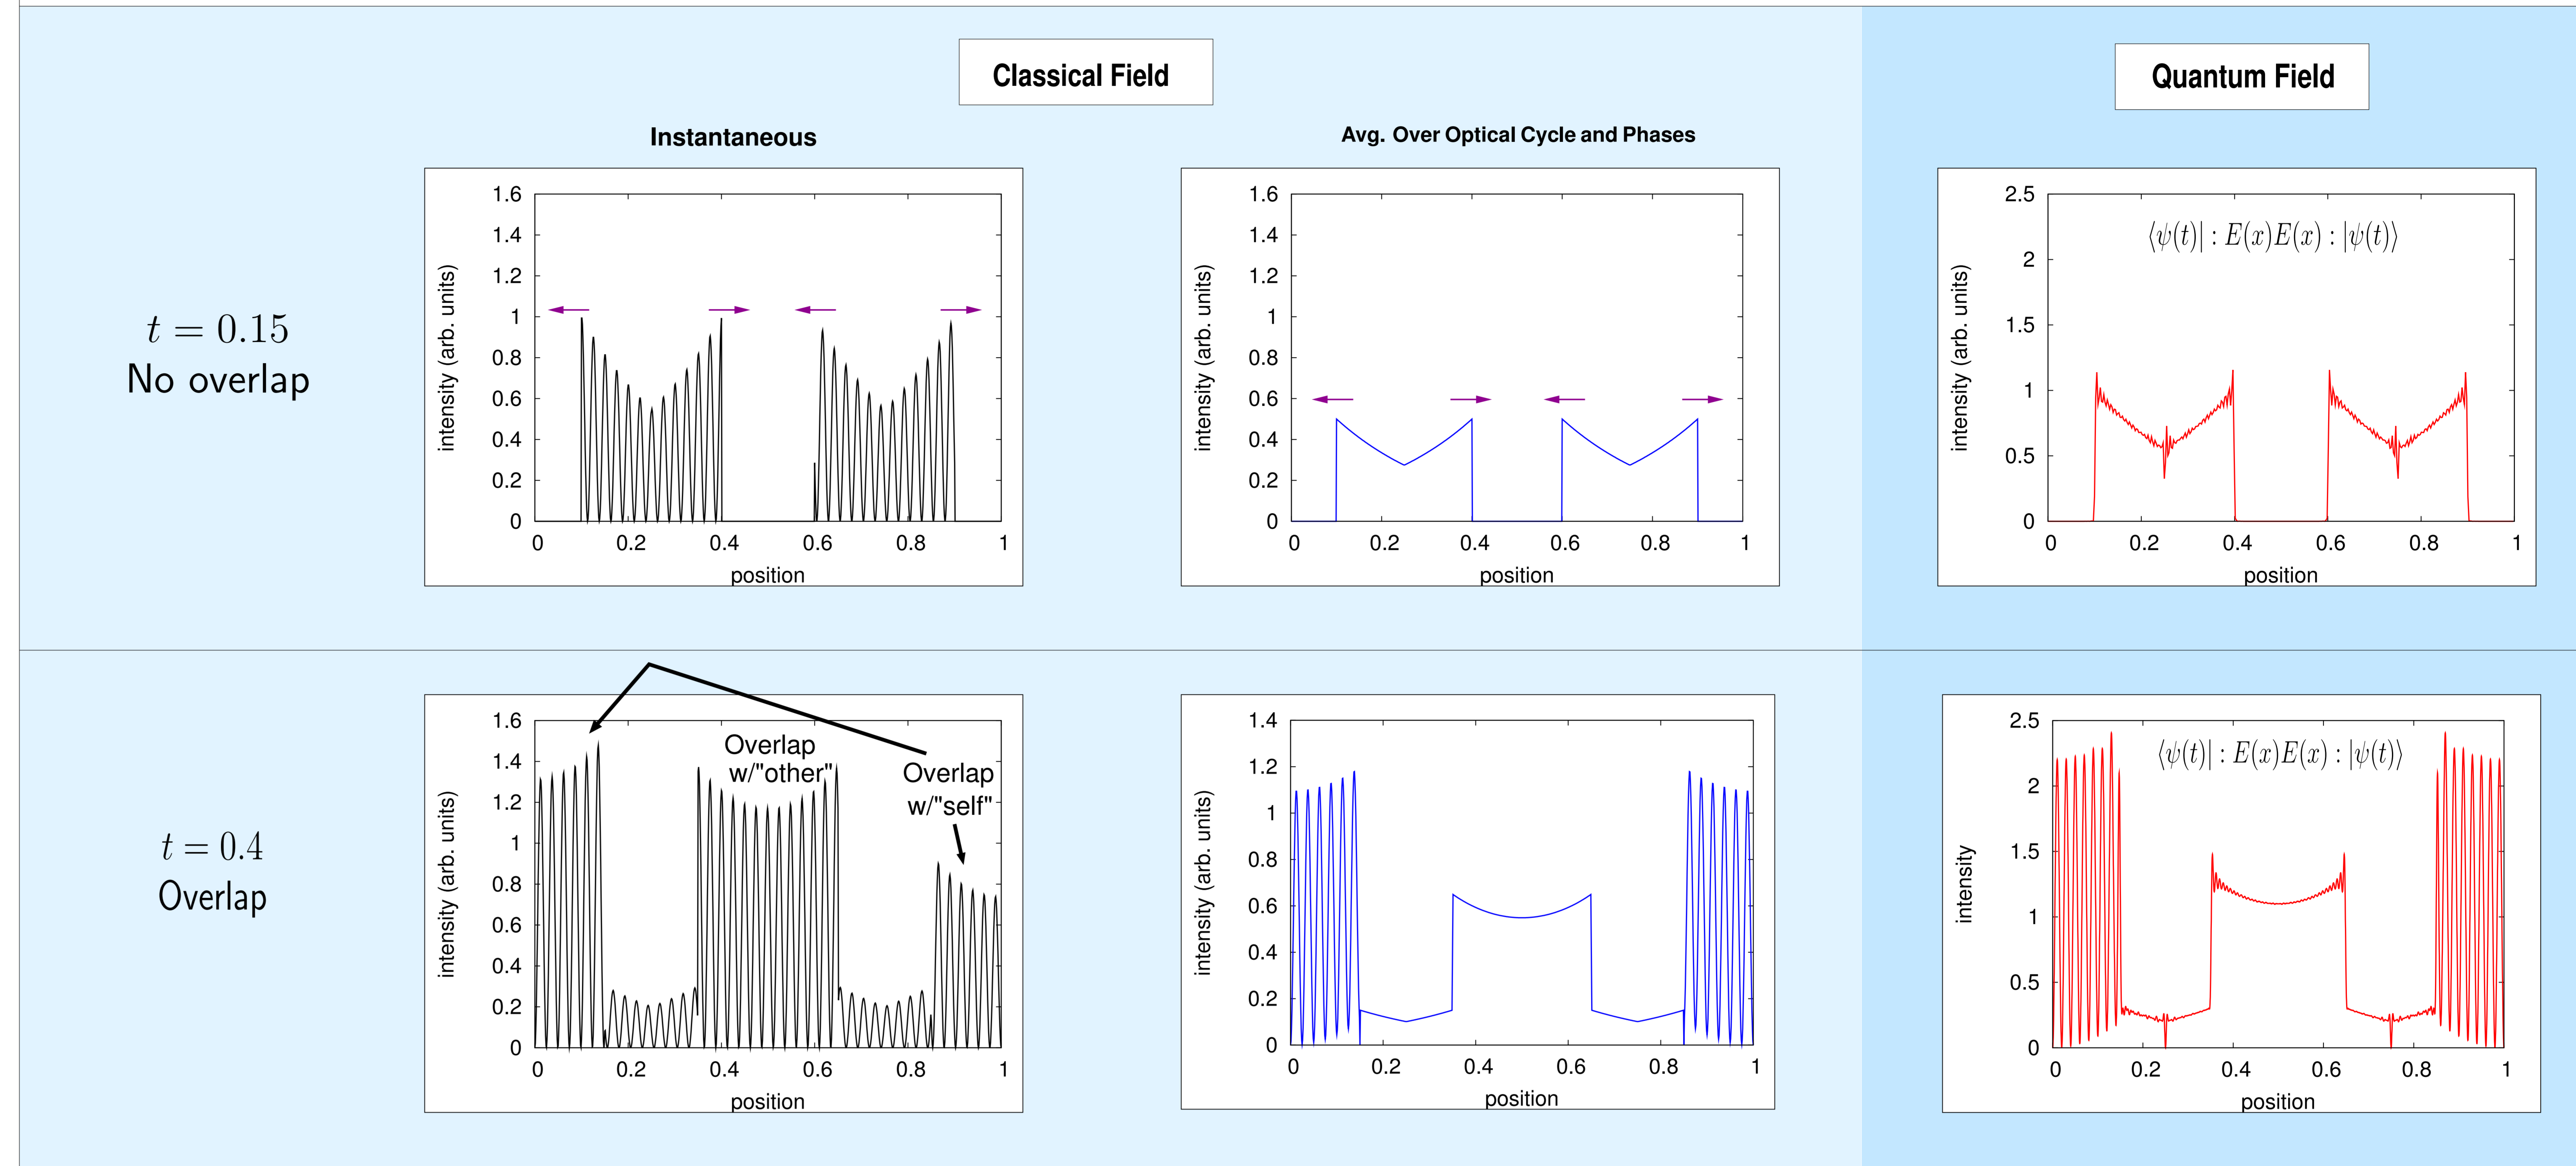 Classical Field
Quantum Field
Instantaneous
Avg. Over Optical Cycle and Phases
t = 0.15
No overlap
intensity (arb. units)
1.6
1.4
1.2
1
0.8
0.6
0.4
0.2
0
0 0.2 0.4 0.6 0.8 1
position
intensity (arb. units)
1.6
1.4
1.2
1
0.8
0.6
0.4
0.2
0
0 0.2 0.4 0.6 0.8 1
position
intensity (arb. units)
2.5
2
1.5
1
0.5
0
⟨ψ(t)| : E(x)E(x) : |ψ(t)⟩
0 0.2 0.4 0.6 0.8 1
position
t = 0.4
Overlap
intensity (arb. units)
1.6
1.4
1.2
1
0.8
0.6
0.4
0.2
0
Overlap
w/"other"
Overlap
w/"self"
0 0.2 0.4 0.6 0.8 1
position
intensity (arb. units)
1.4
1.2
1
0.8
0.6
0.4
0.2
0
0 0.2 0.4 0.6 0.8 1
position
intensity
2.5
2
1.5
1
0.5
0
⟨ψ(t)| : E(x)E(x) : |ψ(t)⟩
0 0.2 0.4 0.6 0.8 1
position